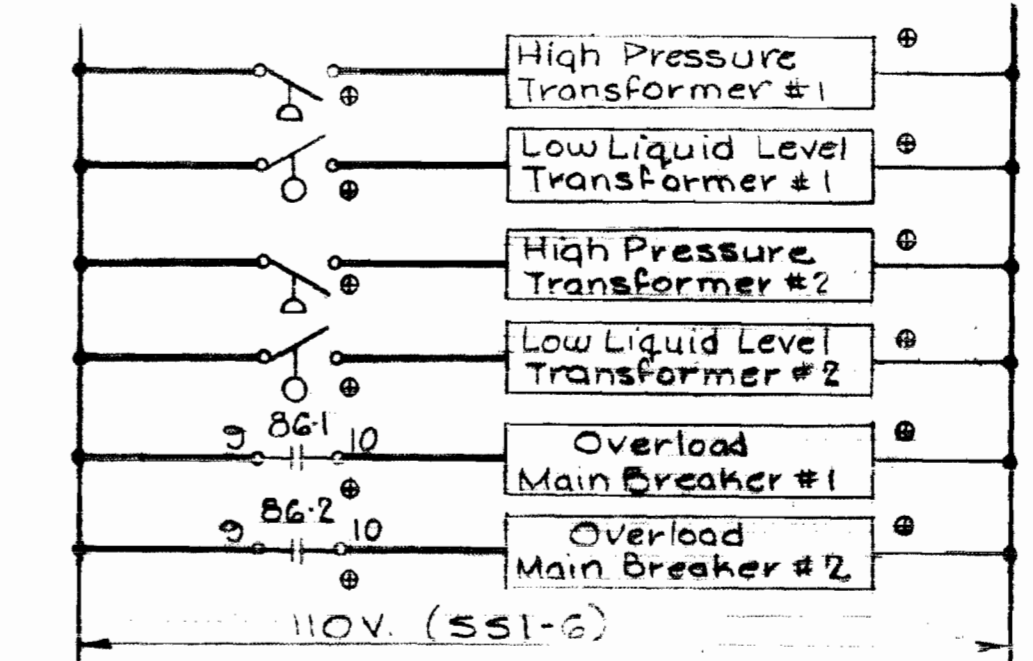 High Pressure
Transformer #1
Low Liquid Level
Transformer #1
High Pressure
Transformer #2
Low Liquid Level
Transformer #2
9 86-1 10
Overload
Main Breaker #1
9 86-2 10
Overload
Main Breaker #2
110V. (SS1-6)